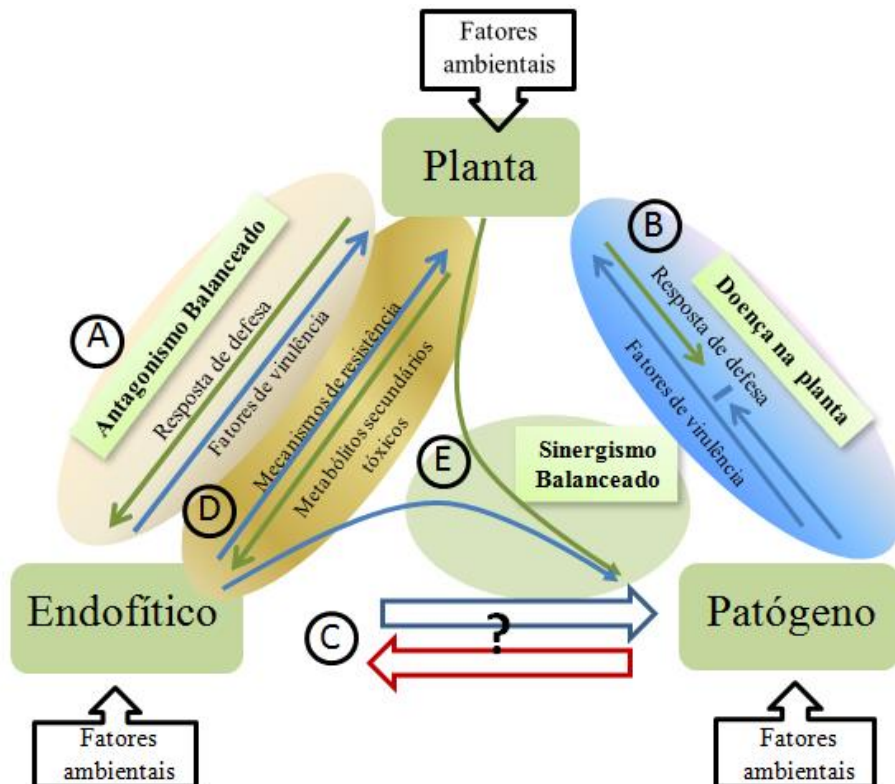 Fatores
ambientais
Planta
A
Antagonismo Balanceado
Resposta de defesa
Fatores de virulência
D
Mecanismos de resistência
Metabólitos secundários
tóxicos
B
Resposta de defesa
Doença na planta
Fatores de virulência
E
Sinergismo
Balanceado
Endofítico
C
?
Patógeno
Fatores
ambientais
Fatores
ambientais